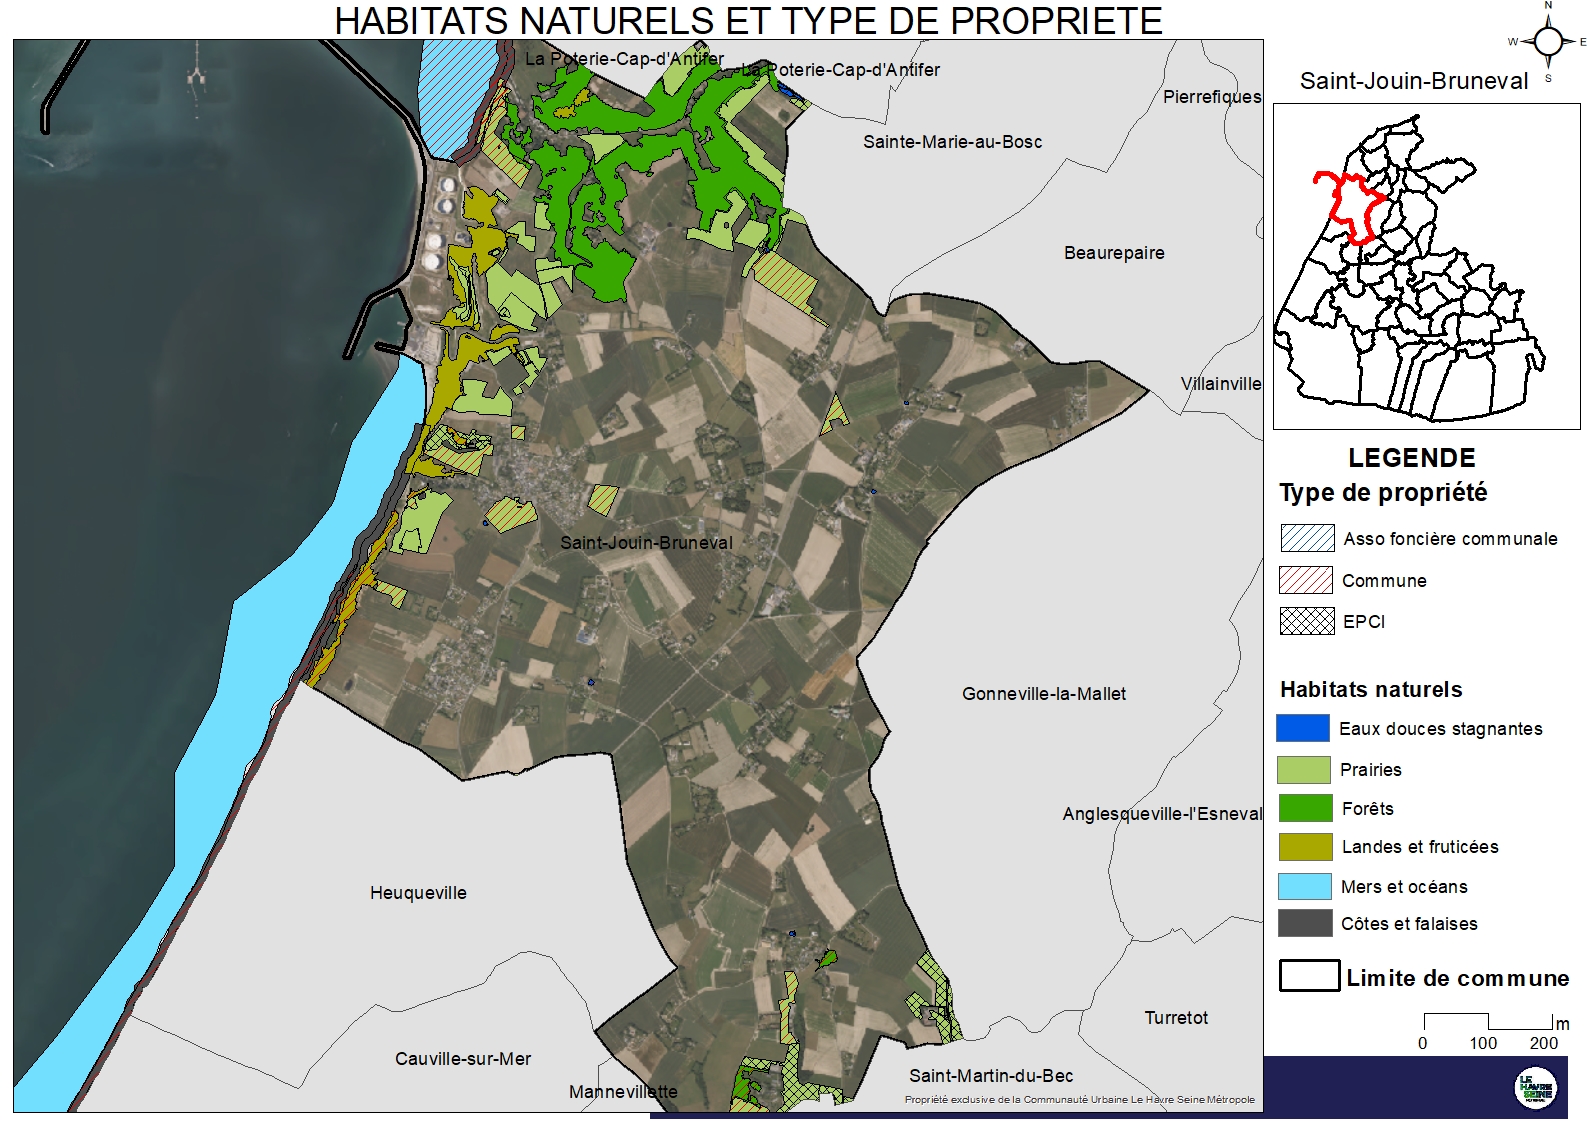 HABITATS NATURELS ET TYPE DE PROPRIETE
N
W E
S
Saint-Jouin-Bruneval
La Poterie-Cap-d'Antifer
La Poterie-Cap-d'Antifer
Pierrefiques
Sainte-Marie-au-Bosc
Beaurepaire
Villainville
Saint-Jouin-Bruneval
Gonneville-la-Mallet
Anglesqueville-l'Esneval
Heuqueville
Turretot
Cauville-sur-Mer
Mannevillette
Saint-Martin-du-Bec
Propriété exclusive de la Communauté Urbaine Le Havre Seine Métropole
LEGENDE
Type de propriété
Asso foncière communale
Commune
EPCI
Habitats naturels
Eaux douces stagnantes
Prairies
Forêts
Landes et fruticées
Mers et océans
Côtes et falaises
Limite de commune
m
0 100 200
LE
HAVRE
SEINE